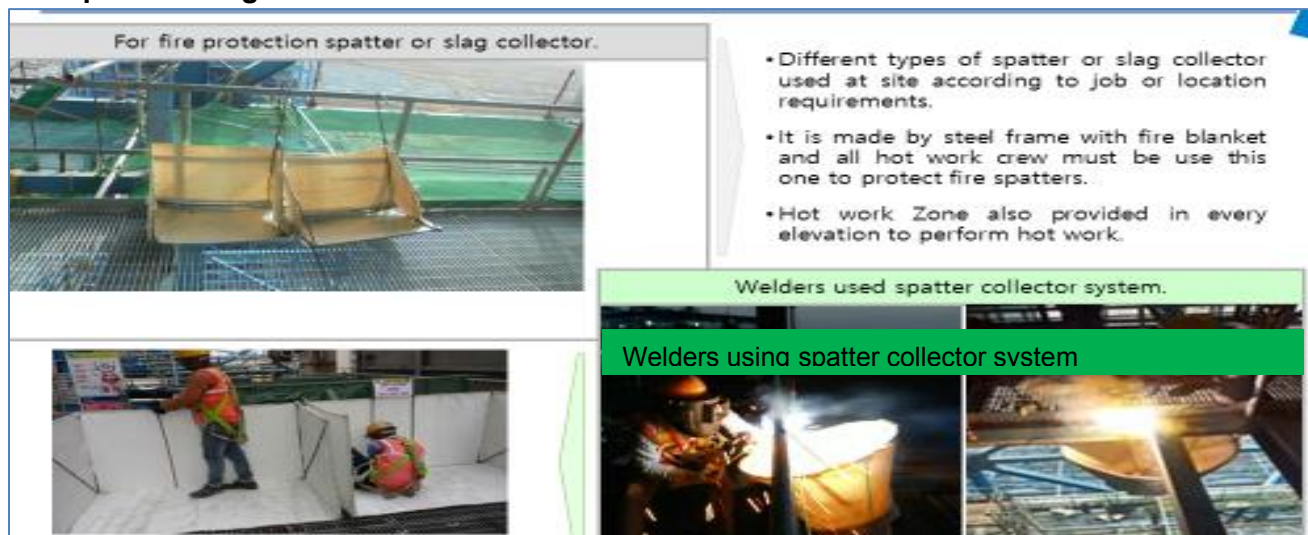 For fire protection spatter or slag collector.
• Different types of spatter or slag collector
used at site according to job or location
requirements.
• It is made by steel frame with fire blanket
and all hot work crew must be use this
one to protect fire spatters.
• Hot work Zone also provided in every
elevation to perform hot work.
Welders used spatter collector system.
Welders using spatter collector system